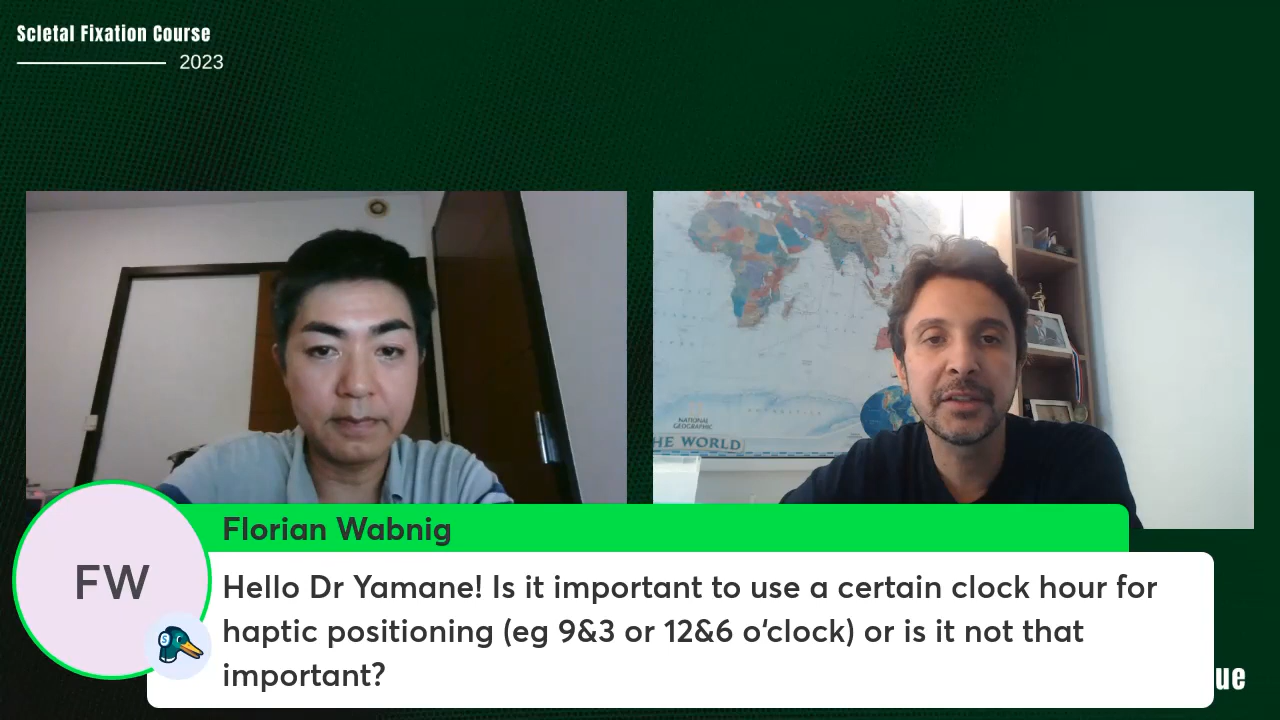 Scletal Fixation Course
2023
NATIONAL
GEOGRAPHIC
THE WORLD
Florian Wabnig
FW
Hello Dr Yamane! Is it important to use a certain clock hour for
haptic positioning (eg 9&3 or 12&6 o‘clock) or is it not that
important?
ue